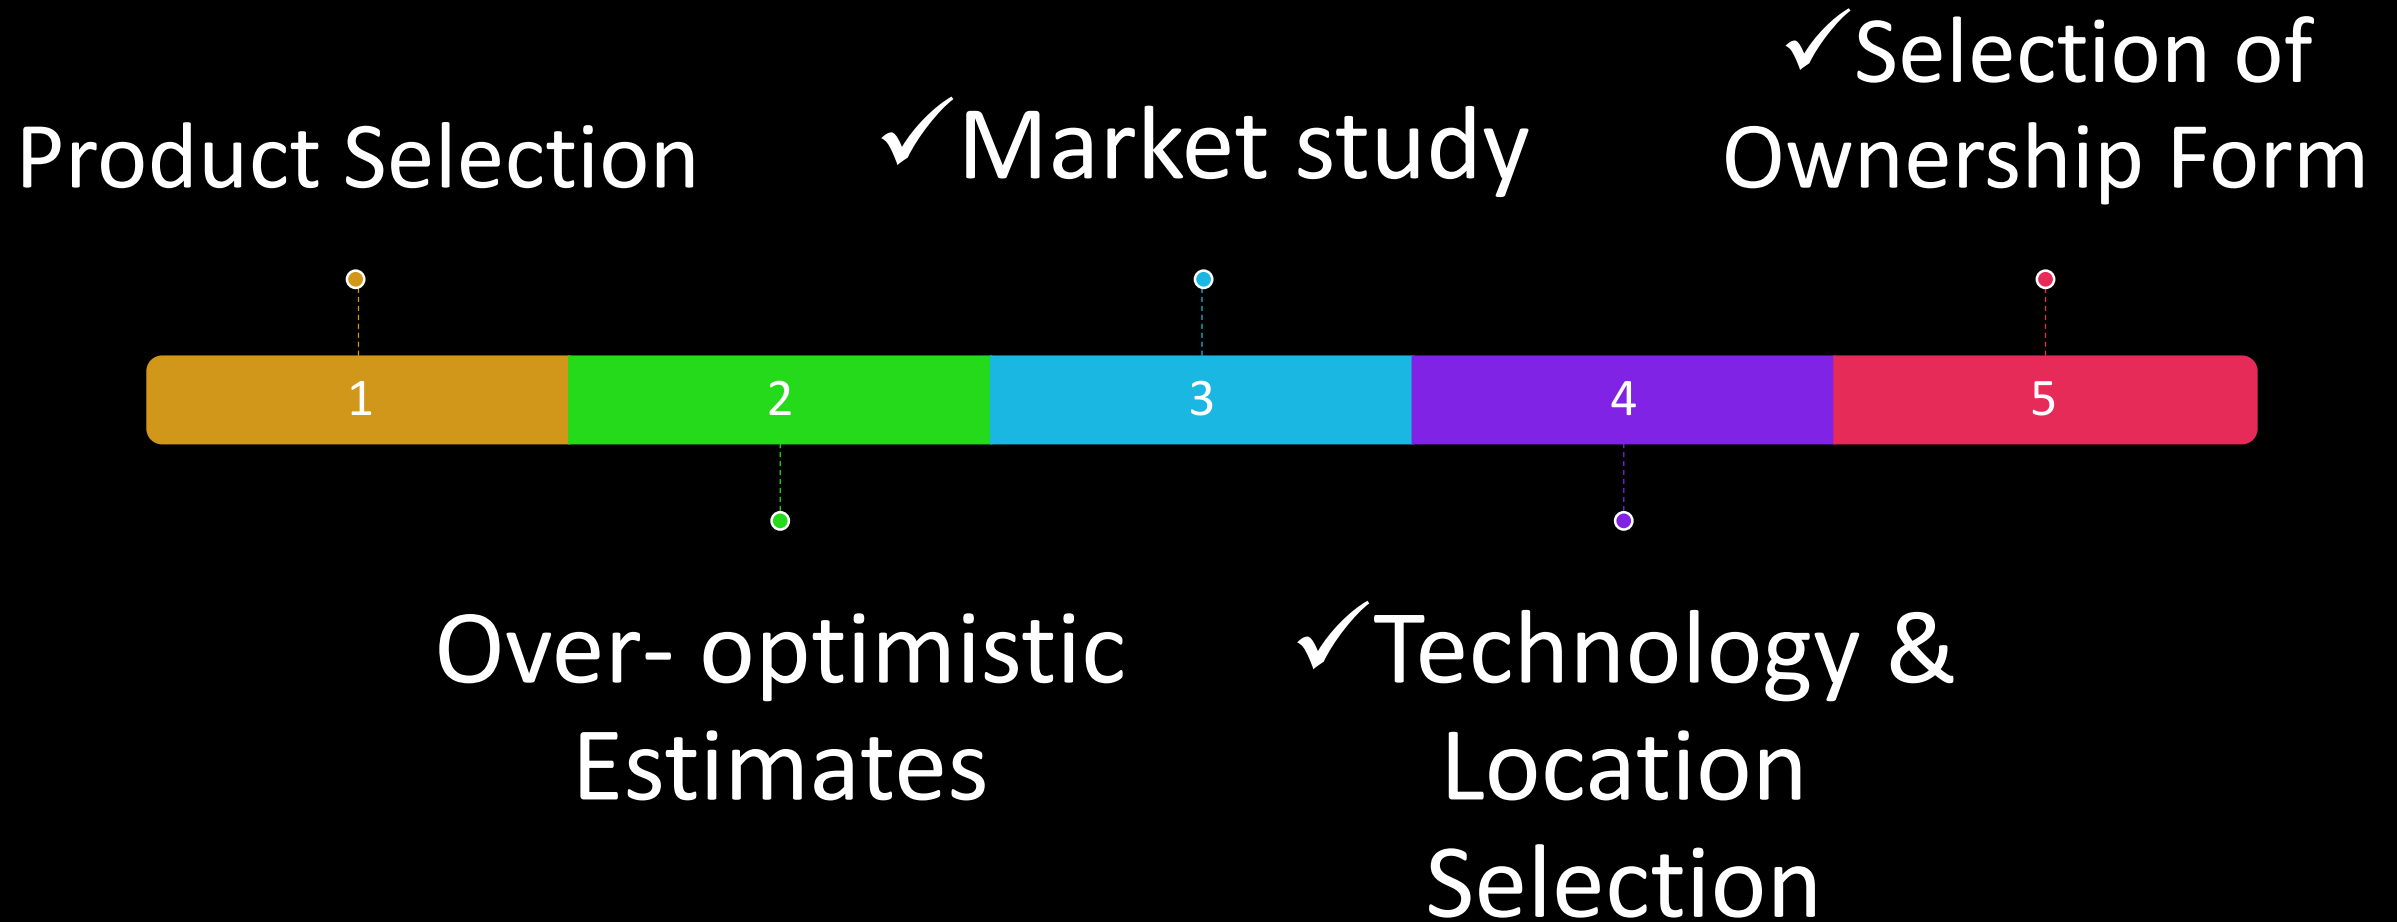 Product Selection
✓Market study
✓Selection of
Ownership Form
1
2
3
4
5
Over- optimistic
Estimates
✓Technology &
Location
Selection